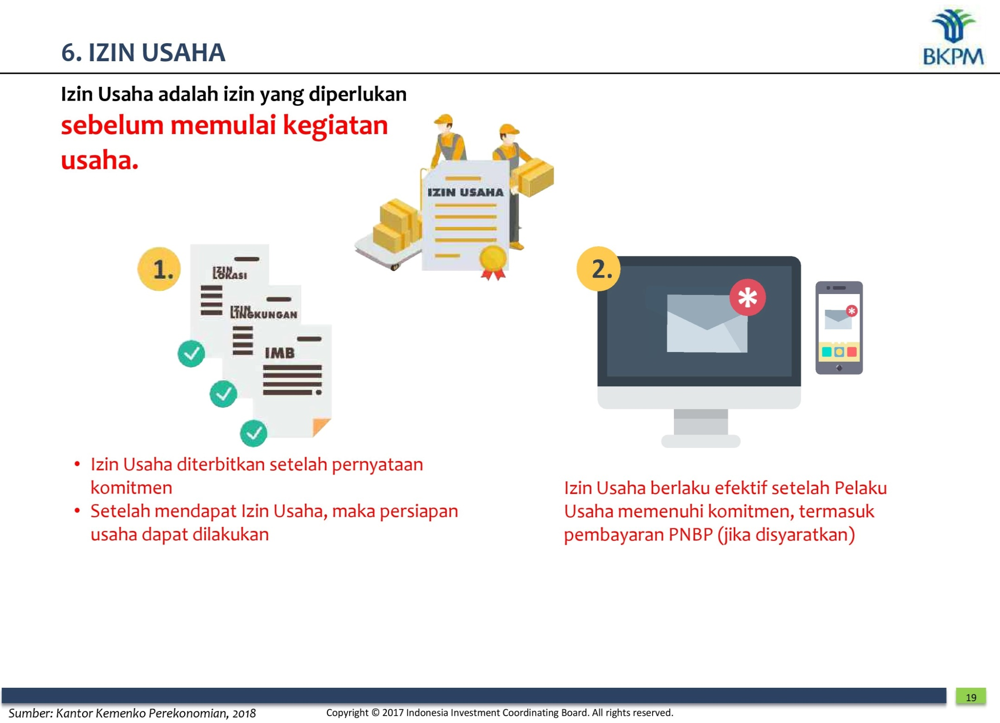 BKPM
6. IZIN USAHA
Izin Usaha adalah izin yang diperlukan
sebelum memulai kegiatan
usaha.
IZIN USAHA
1.
IZIN
LOKASI
IZIN
LINGKUNGAN
IMB
2.
• Izin Usaha diterbitkan setelah pernyataan
komitmen
• Setelah mendapat Izin Usaha, maka persiapan
usaha dapat dilakukan
Izin Usaha berlaku efektif setelah Pelaku
Usaha memenuhi komitmen, termasuk
pembayaran PNBP (jika disyaratkan)
19
Sumber: Kantor Kemenko Perekonomian, 2018
Copyright © 2017 Indonesia Investment Coordinating Board. All rights reserved.